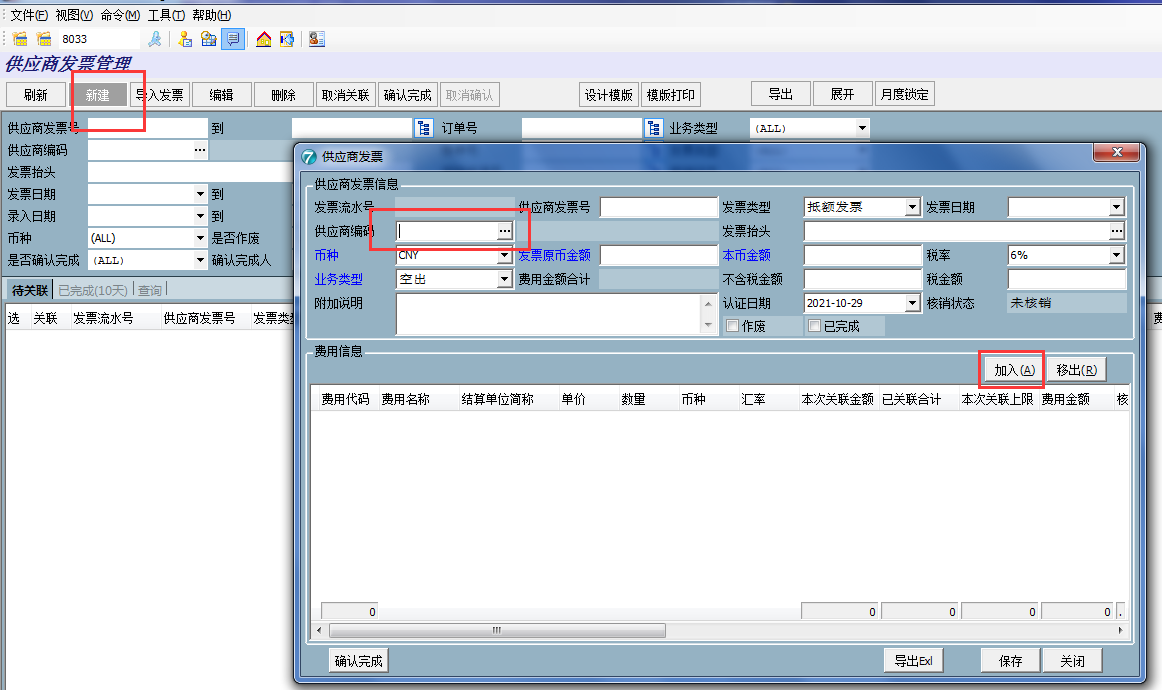 文件(F) 视图(V) 命令(M) 工具(T) 帮助(H)
8033
供应商发票管理
刷新 新建 导入发票 编辑 删除 取消关联 确认完成 取消确认 设计模版 模版打印 导出 展开 月度锁定
供应商发票号 到 订单号 业务类型 (ALL)
供应商编码 ...
发票抬头
发票日期 到
录入日期 到
币种 (ALL) 是否作废
是否确认完成 (ALL) 确认完成人
待关联 已完成(10天) 查询
选 关联 发票流水号 供应商发票号 发票类
供应商发票
供应商发票信息
发票流水号 供应商发票号 发票类型 抵额发票 发票日期
供应商编码 ... 发票抬头 ...
币种 CNY 发票原币金额 本币金额 税率 6%
业务类型 空出 费用金额合计 不含税金额 税金额
附加说明 认证日期 2021-10-29 核销状态 未核销
作废 已完成
费用信息
加入(A) 移出(R)
费用代码 费用名称 结算单位简称 单价 数量 币种 汇率 本次关联金额 已关联合计 本次关联上限 费用金额 核
0 0 0 0 0 .
确认完成 导出Exl 保存 关闭